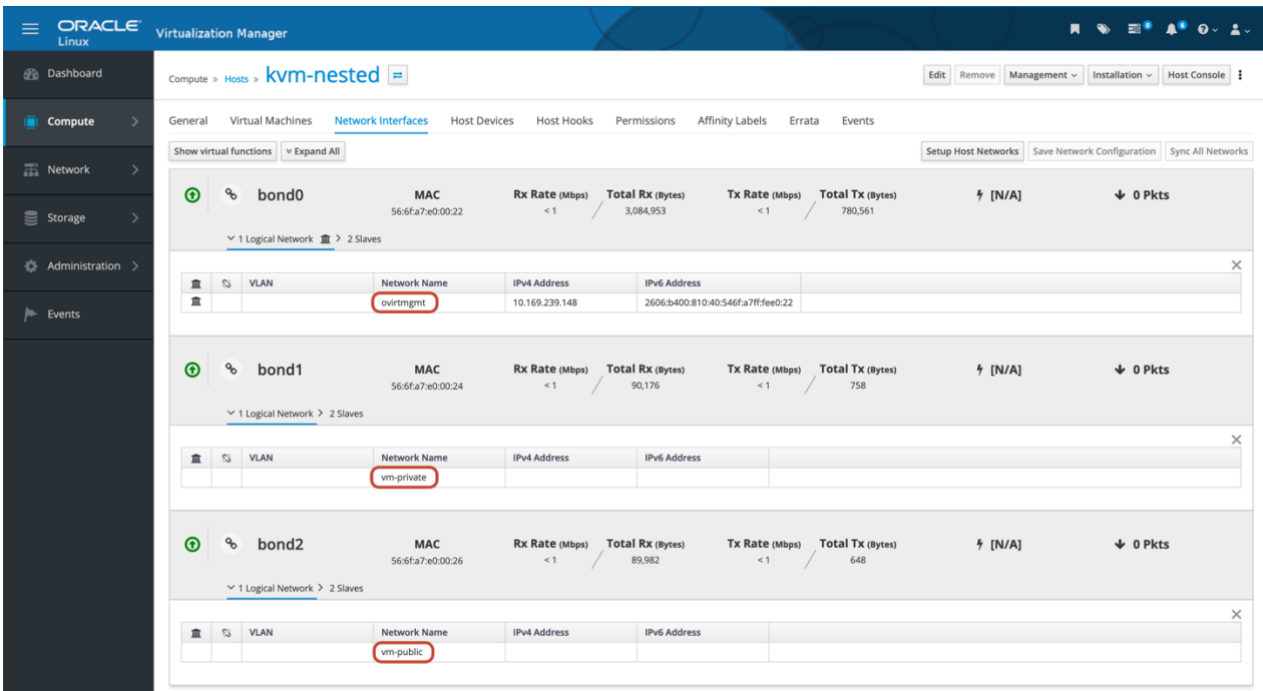 ORACLE Linux Virtualization Manager
0 6
Dashboard
Compute
Network
Storage
Administration
Events
Compute » Hosts » kvm-nested
Edit Remove Management Installation Host Console
General Virtual Machines Network Interfaces Host Devices Host Hooks Permissions Affinity Labels Errata Events
Show virtual functions Expand All Setup Host Networks Save Network Configuration Sync All Networks
bond0 MAC Rx Rate (Mbps) Total Rx (Bytes) Tx Rate (Mbps) Total Tx (Bytes) [N/A] 0 Pkts
56:6f:a7:e0:00:22 < 1 3,084,953 < 1 780,561
1 Logical Network 2 Slaves
VLAN Network Name IPv4 Address IPv6 Address
ovirtmgmt 10.169.239.148 2606:b400:810:40:546f:a7ff:fee0:22
bond1 MAC Rx Rate (Mbps) Total Rx (Bytes) Tx Rate (Mbps) Total Tx (Bytes) [N/A] 0 Pkts
56:6f:a7:e0:00:24 < 1 90,176 < 1 758
1 Logical Network 2 Slaves
VLAN Network Name IPv4 Address IPv6 Address
vm-private
bond2 MAC Rx Rate (Mbps) Total Rx (Bytes) Tx Rate (Mbps) Total Tx (Bytes) [N/A] 0 Pkts
56:6f:a7:e0:00:26 < 1 89,982 < 1 648
1 Logical Network 2 Slaves
VLAN Network Name IPv4 Address IPv6 Address
vm-public